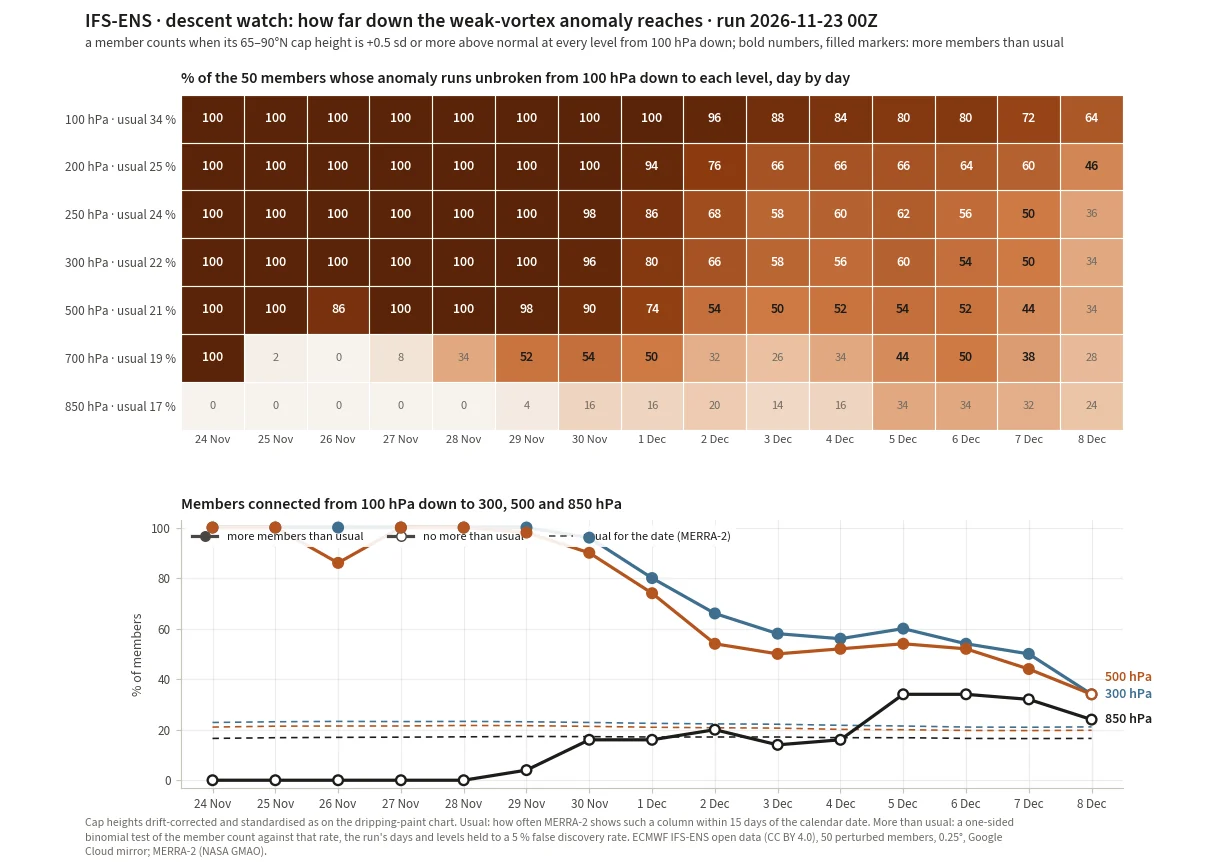 IFS-ENS · descent watch: how far down the weak-vortex anomaly reaches · run 2026-11-23 00Z
a member counts when its 65–90°N cap height is +0.5 sd or more above normal at every level from 100 hPa down; bold numbers, filled markers: more members than usual
% of the 50 members whose anomaly runs unbroken from 100 hPa down to each level, day by day
100 hPa · usual 34 % 100 100 100 100 100 100 100 100 96 88 84 80 80 72 64
200 hPa · usual 25 % 100 100 100 100 100 100 100 94 76 66 66 66 64 60 46
250 hPa · usual 24 % 100 100 100 100 100 100 98 86 68 58 60 62 56 50 36
300 hPa · usual 22 % 100 100 100 100 100 100 96 80 66 58 56 60 54 50 34
500 hPa · usual 21 % 100 100 86 100 100 98 90 74 54 50 52 54 52 44 34
700 hPa · usual 19 % 100 2 0 8 34 52 54 50 32 26 34 44 50 38 28
850 hPa · usual 17 % 0 0 0 0 0 4 16 16 20 14 16 34 34 32 24
24 Nov 25 Nov 26 Nov 27 Nov 28 Nov 29 Nov 30 Nov 1 Dec 2 Dec 3 Dec 4 Dec 5 Dec 6 Dec 7 Dec 8 Dec
Members connected from 100 hPa down to 300, 500 and 850 hPa
100
more members than usual no more than usual for the date (MERRA-2)
80
60
% of members
40
20
0
500 hPa
300 hPa
850 hPa
24 Nov 25 Nov 26 Nov 27 Nov 28 Nov 29 Nov 30 Nov 1 Dec 2 Dec 3 Dec 4 Dec 5 Dec 6 Dec 7 Dec 8 Dec
Cap heights drift-corrected and standardised as on the dripping-paint chart. Usual: how often MERRA-2 shows such a column within 15 days of the calendar date. More than usual: a one-sided
binomial test of the member count against that rate, the run's days and levels held to a 5 % false discovery rate. ECMWF IFS-ENS open data (CC BY 4.0), 50 perturbed members, 0.25°, Google
Cloud mirror; MERRA-2 (NASA GMAO).